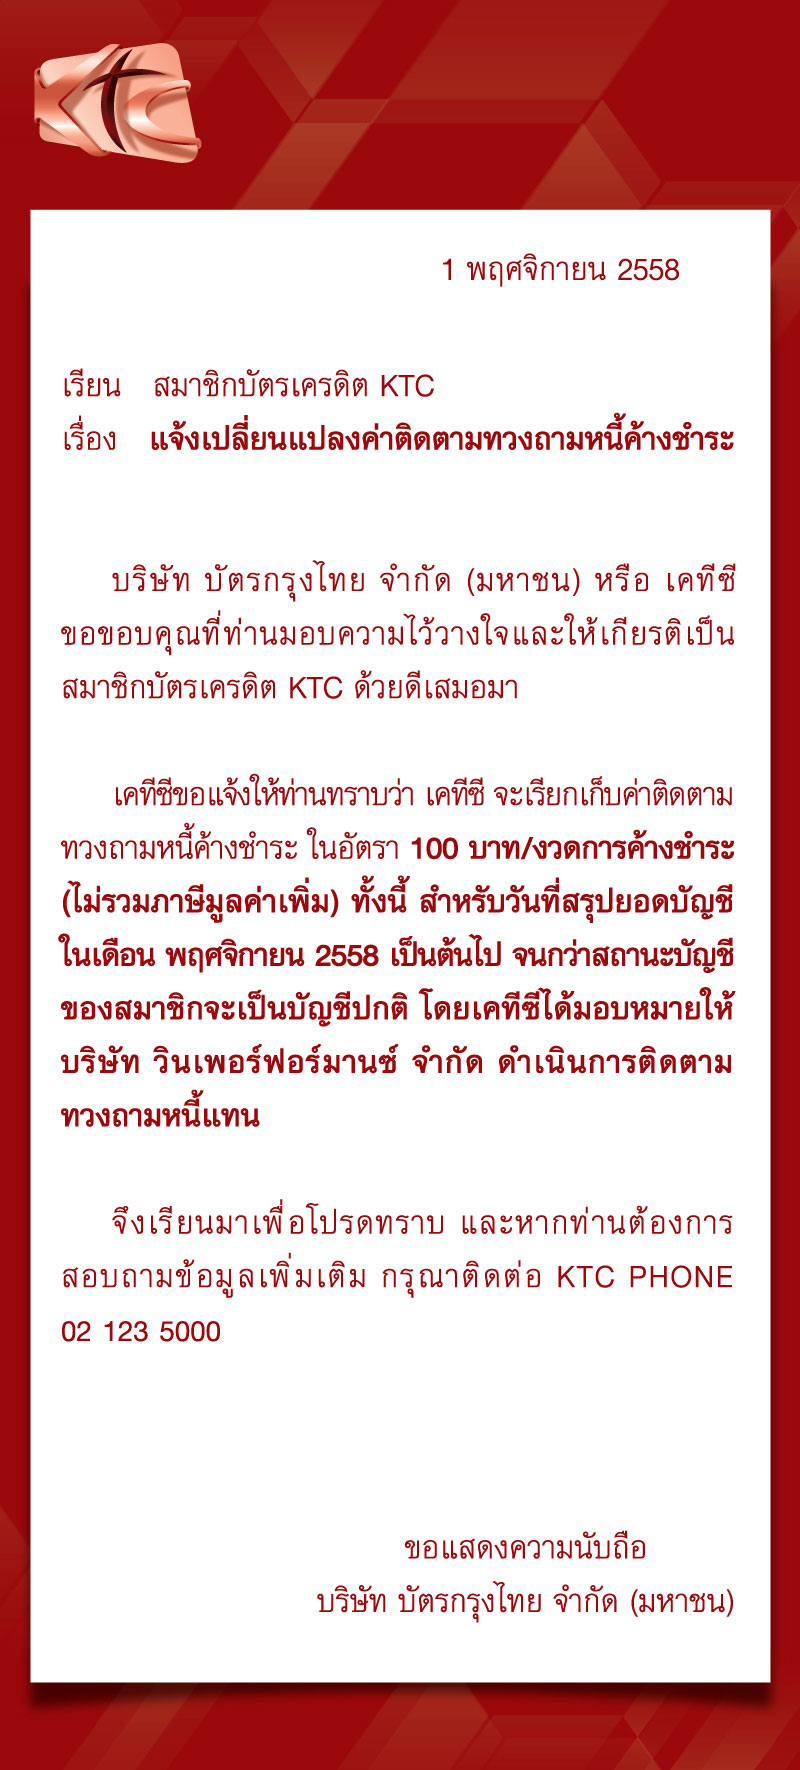 KTC
1 พฤศจิกายน 2558
เรียน สมาชิกบัตรเครดิต KTC
เรื่อง แจ้งเปลี่ยนแปลงค่าติดตามทวงถามหนี้ค้างชำระ
บริษัท บัตรกรุงไทย จำกัด (มหาชน) หรือ เคทีซี
ขอขอบคุณที่ท่านมอบความไว้วางใจและให้เกียรติเป็น
สมาชิกบัตรเครดิต KTC ด้วยดีเสมอมา
เคทีซีขอแจ้งให้ท่านทราบว่า เคทีซี จะเรียกเก็บค่าติดตาม
ทวงถามหนี้ค้างชำระ ในอัตรา 100 บาท/งวดการค้างชำระ
(ไม่รวมภาษีมูลค่าเพิ่ม) ทั้งนี้ สำหรับวันที่สรุปยอดบัญชี
ในเดือน พฤศจิกายน 2558 เป็นต้นไป จนกว่าสถานะบัญชี
ของสมาชิกจะเป็นบัญชีปกติ โดยเคทีซีได้มอบหมายให้
บริษัท วินเพอร์ฟอร์มานซ์ จำกัด ดำเนินการติดตาม
ทวงถามหนี้แทน
จึงเรียนมาเพื่อโปรดทราบ และหากท่านต้องการ
สอบถามข้อมูลเพิ่มเติม กรุณาติดต่อ KTC PHONE
02 123 5000
ขอแสดงความนับถือ
บริษัท บัตรกรุงไทย จำกัด (มหาชน)